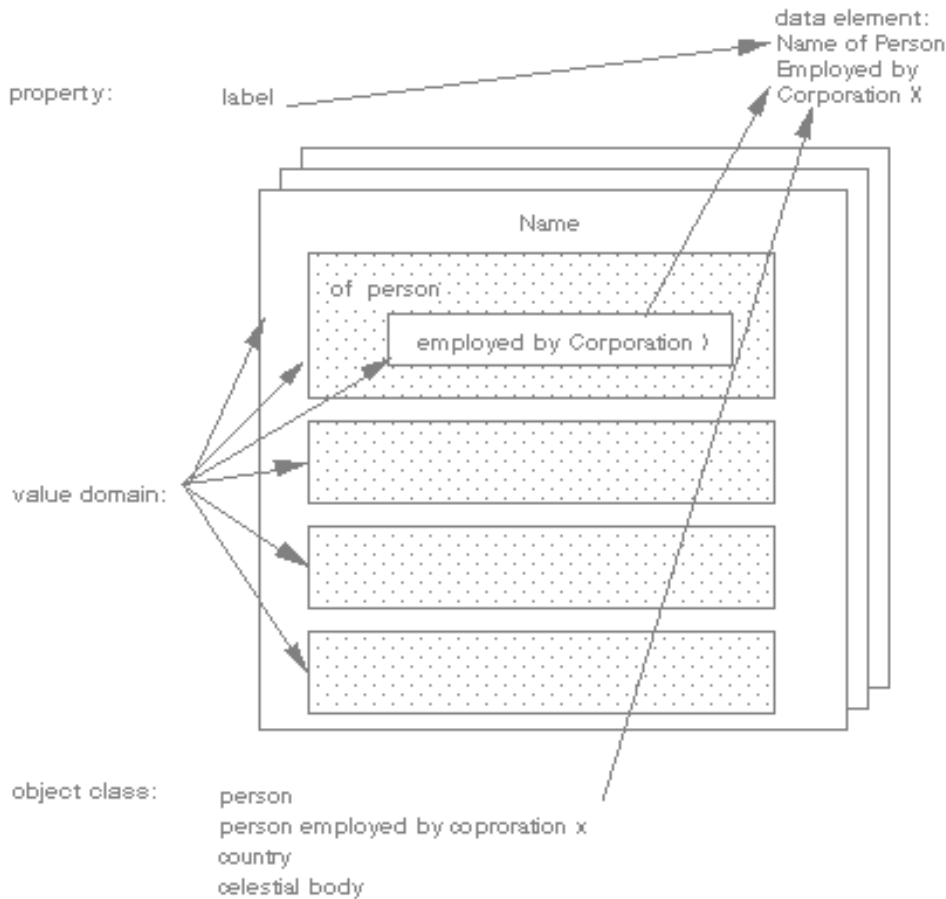 data element:
Name of Person
Employed by
Corporation X
property:
label
Name
of person
employed by Corporation )
value domain:
object class:
person
person employed by coproration x
country
celestial body